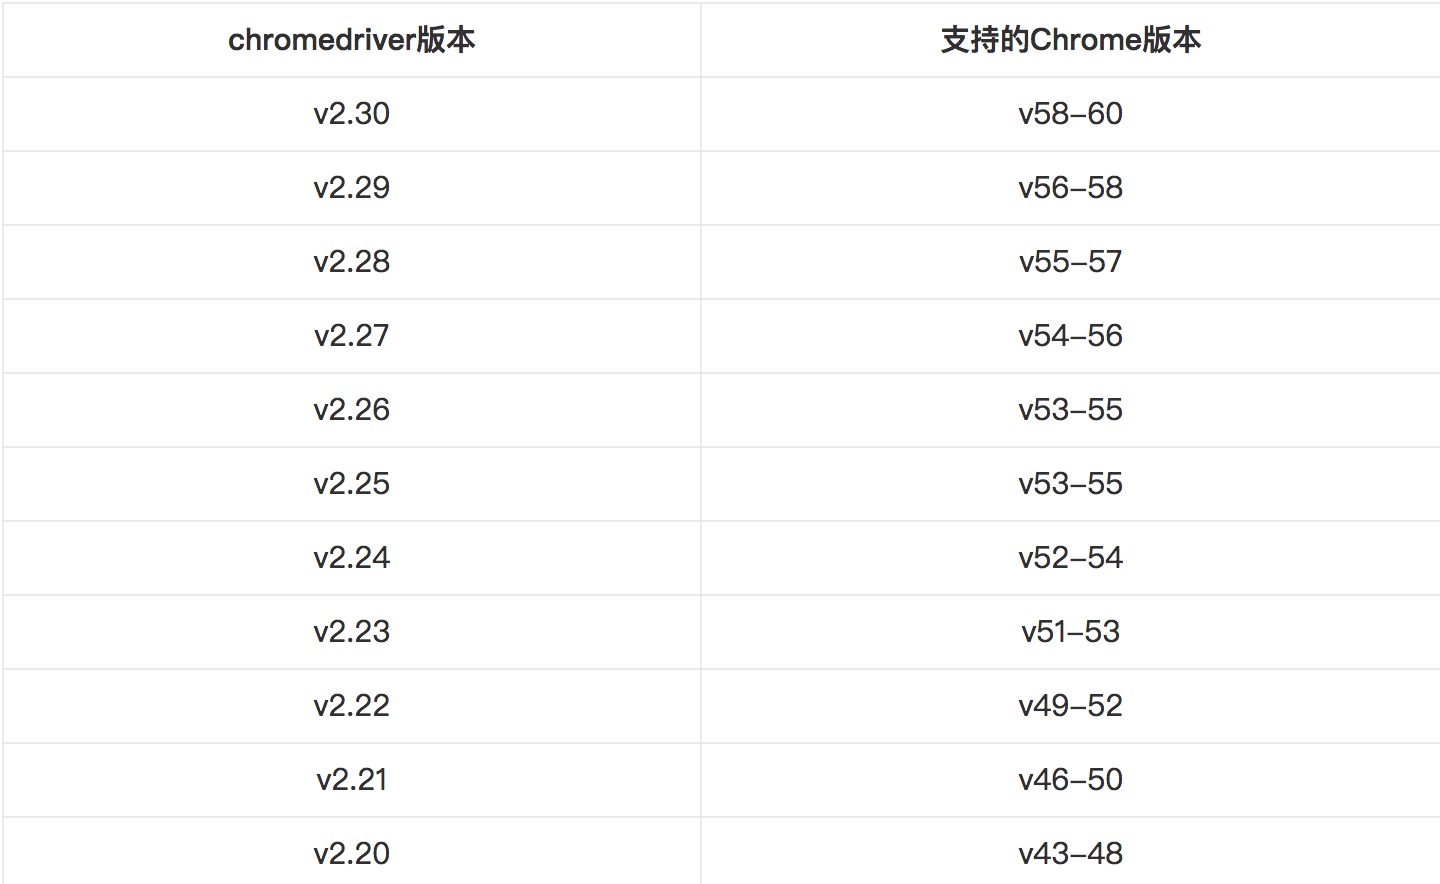 chromedriver版本 支持的Chrome版本
v2.30 v58–60
v2.29 v56–58
v2.28 v55–57
v2.27 v54–56
v2.26 v53–55
v2.25 v53–55
v2.24 v52–54
v2.23 v51–53
v2.22 v49–52
v2.21 v46–50
v2.20 v43–48